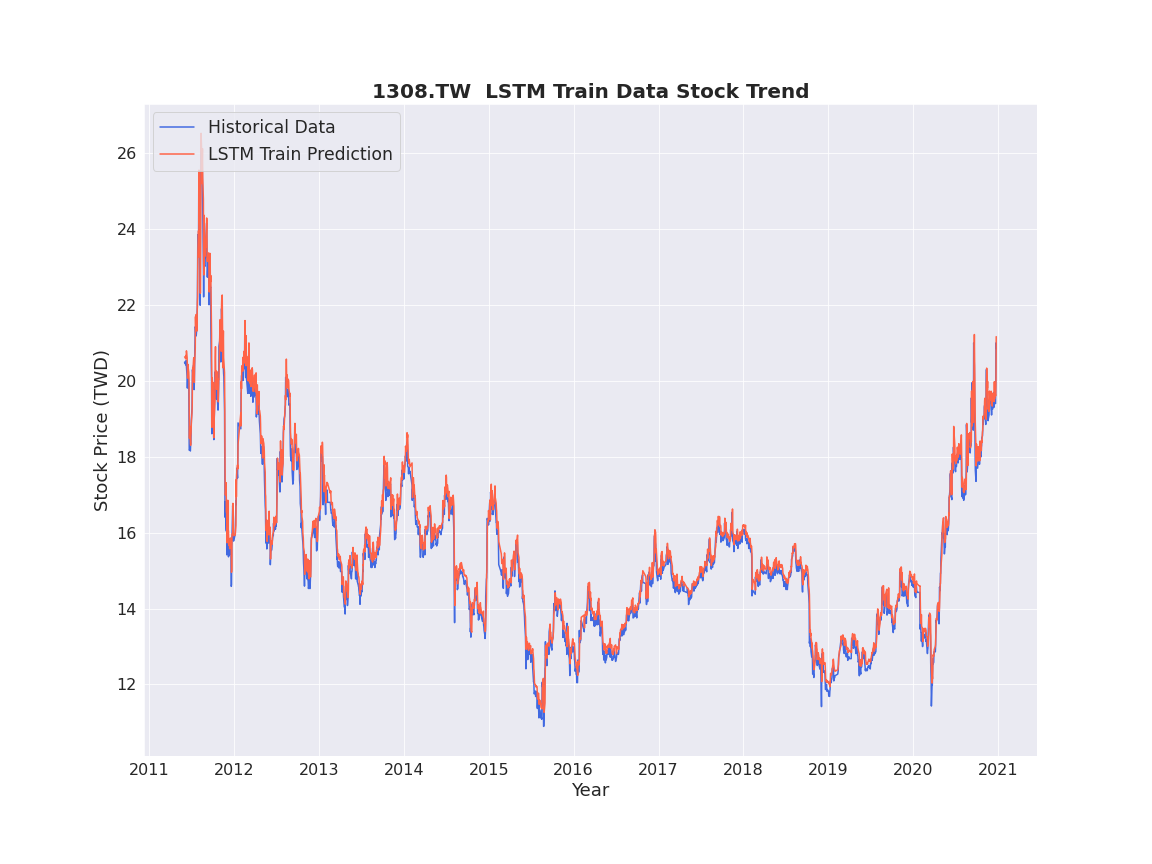 1308.TW  LSTM Train Data Stock Trend
Historical Data
LSTM Train Prediction
Stock Price (TWD)
26
24
22
20
18
16
14
12
2011 2012 2013 2014 2015 2016 2017 2018 2019 2020 2021
Year